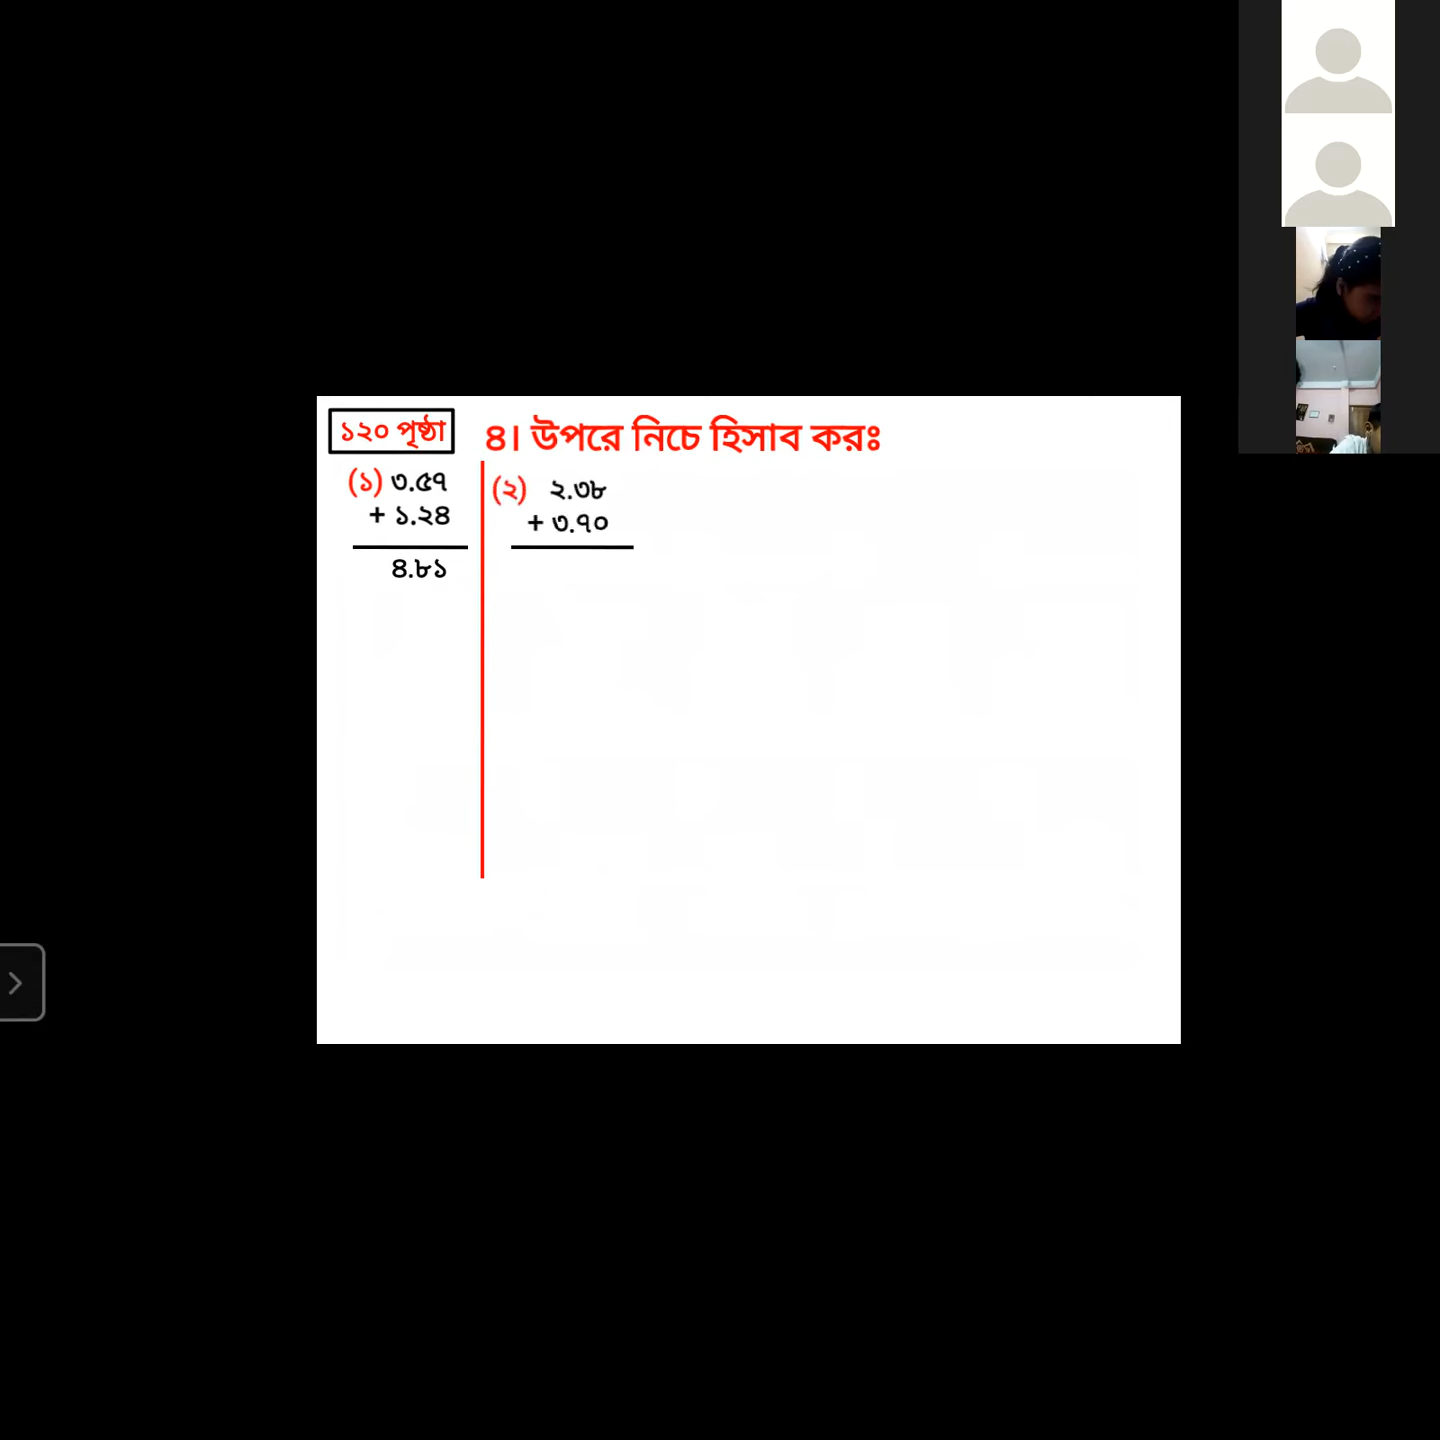 ১২০ পৃষ্ঠা
৪। উপরে নিচে হিসাব করঃ
(১) ৩.৫৭
+ ১.২৪
৪.৮১
(২) ২.৩৮
+ ৩.৭০